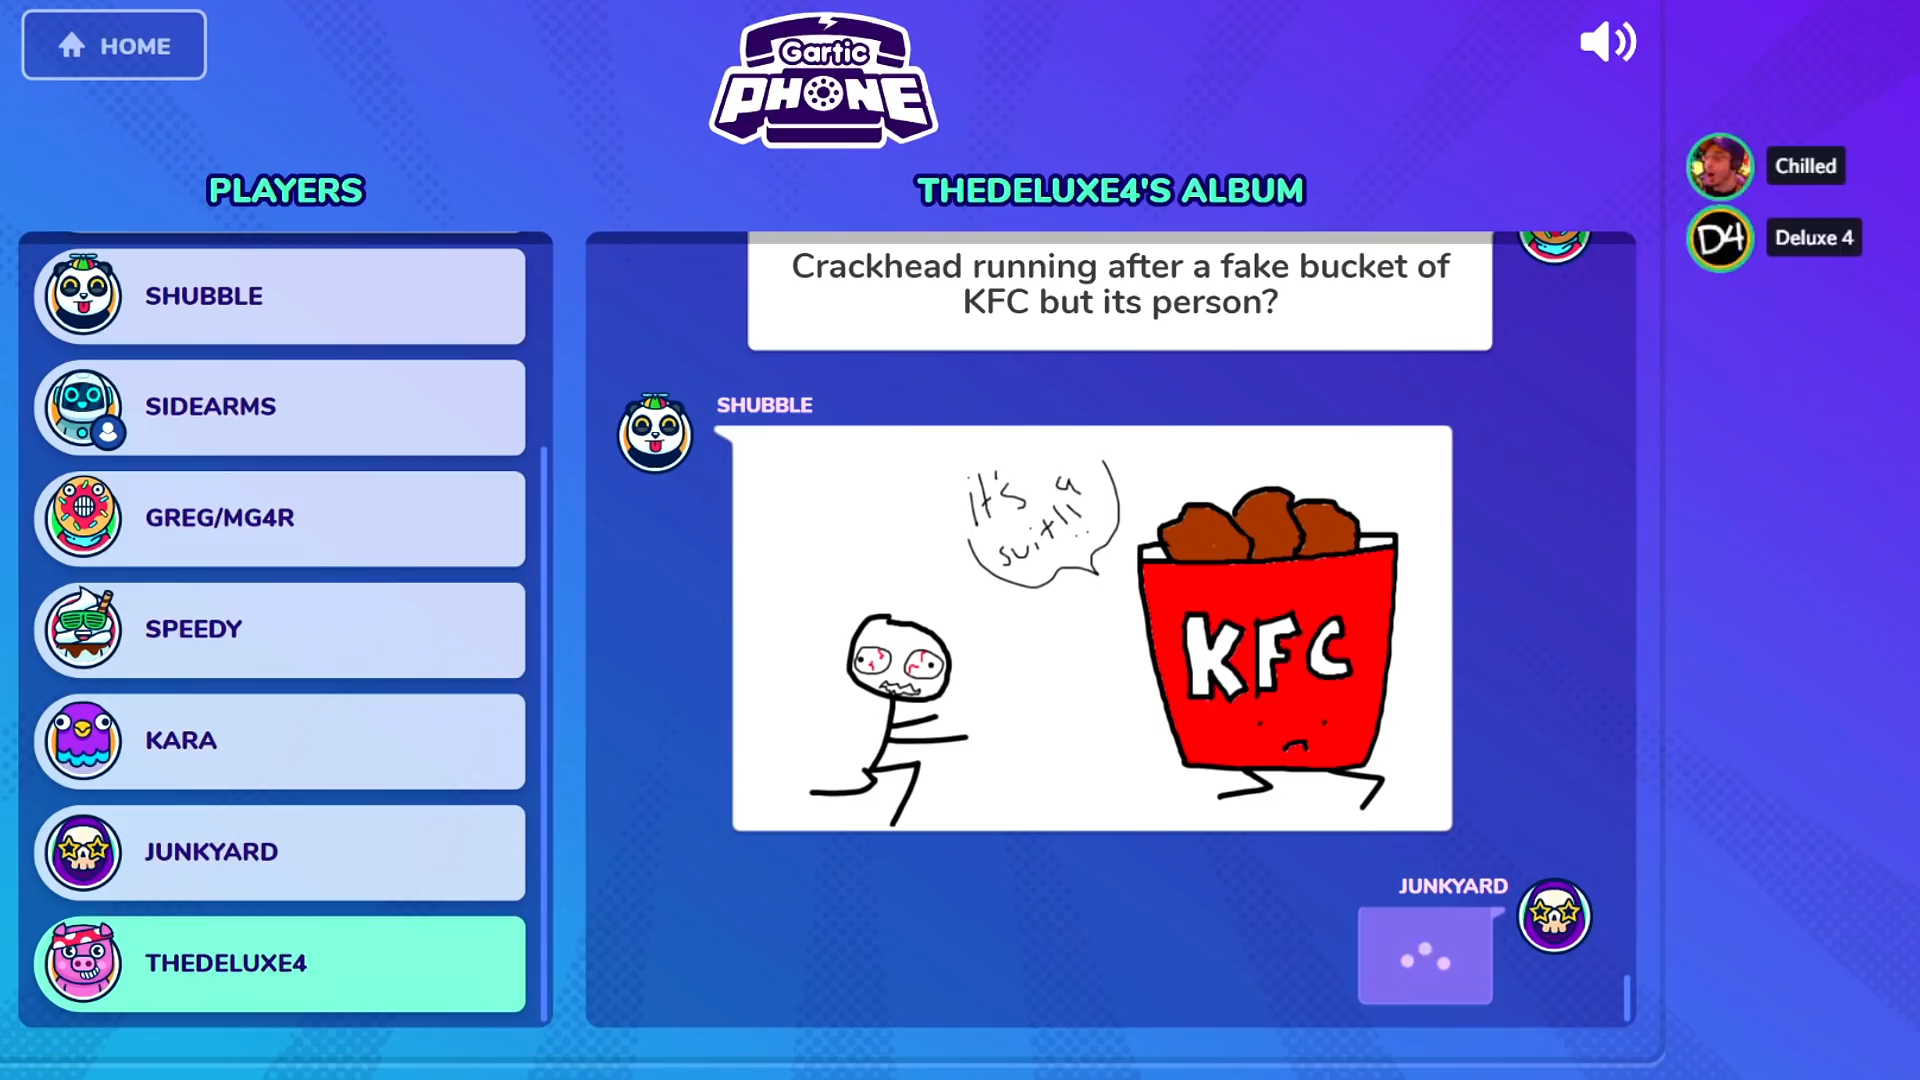 HOME
Gartic
PHONE
Chilled
Deluxe 4
D4
PLAYERS
THEDELUXE4'S ALBUM
SHUBBLE
SIDEARMS
GREG/MG4R
SPEEDY
KARA
JUNKYARD
THEDELUXE4
Crackhead running after a fake bucket of
KFC but its person?
SHUBBLE
it's a
suit!!
KFC
JUNKYARD